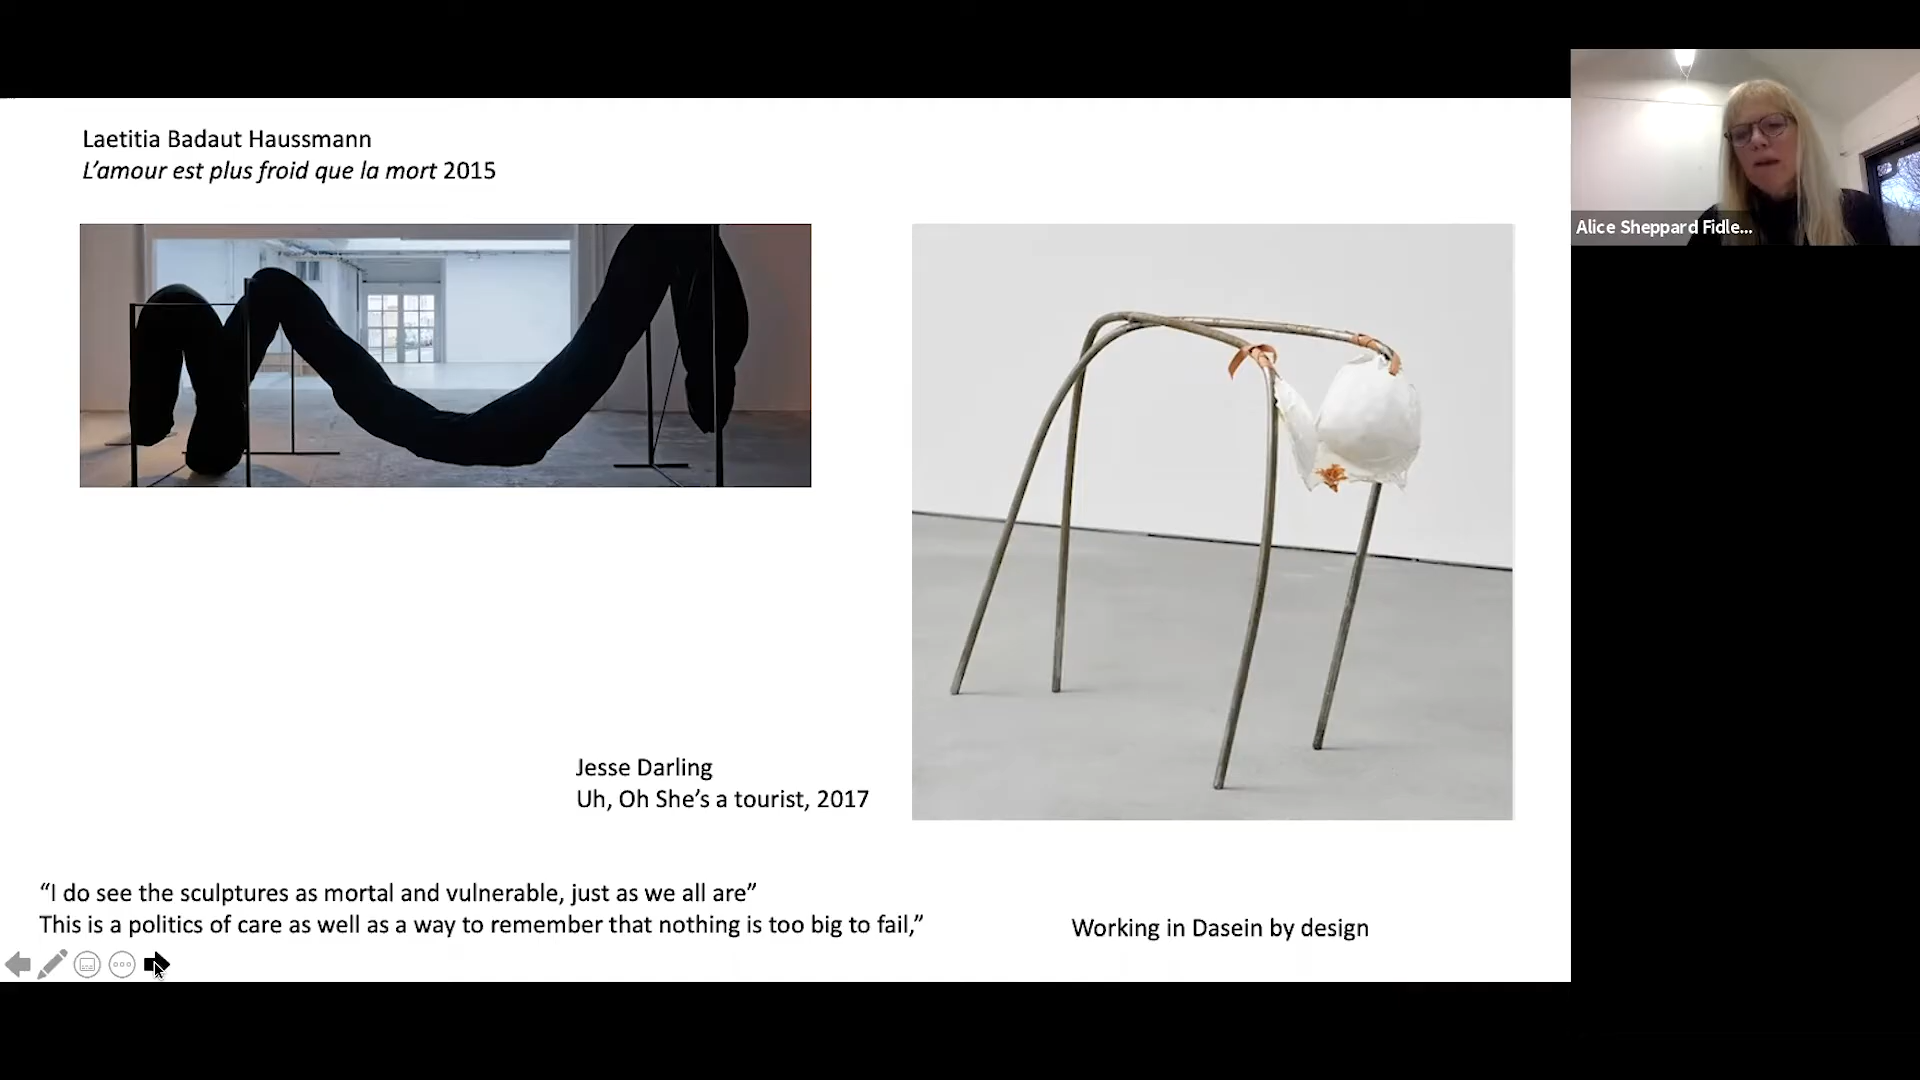 Laetitia Badaut Haussmann
L’amour est plus froid que la mort 2015
Alice Sheppard Fidle...
Jesse Darling
Uh, Oh She’s a tourist, 2017
“I do see the sculptures as mortal and vulnerable, just as we all are”
This is a politics of care as well as a way to remember that nothing is too big to fail,”
Working in Dasein by design